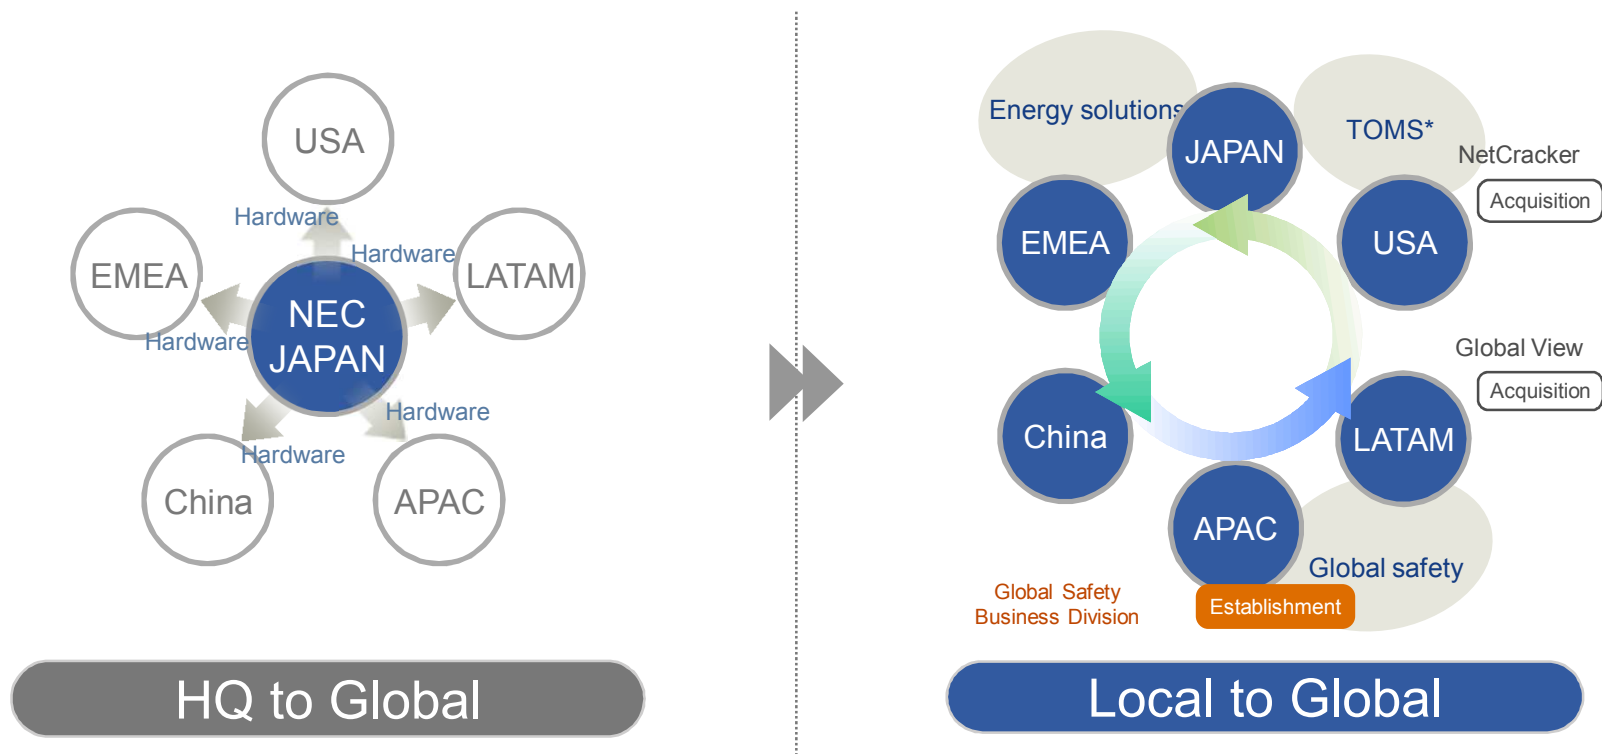 USA
Hardware
Hardware
EMEA
LATAM
NEC
JAPAN
Hardware
Hardware
Hardware
China
APAC
HQ to Global
Energy solutions
JAPAN
TOMS*
NetCracker
Acquisition
EMEA
USA
Global View
Acquisition
China
LATAM
APAC
Global safety
Global Safety
Business Division
Establishment
Local to Global